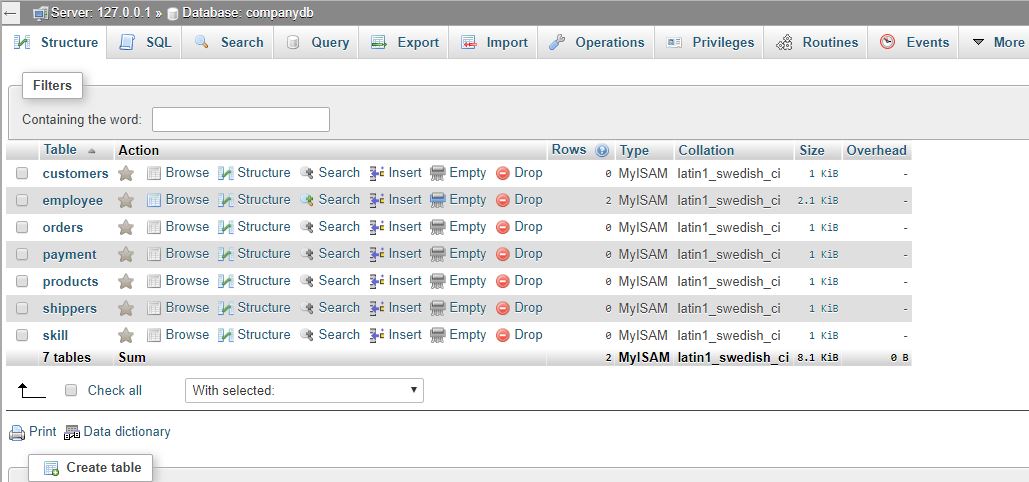 Server: 127.0.0.1 » Database: companydb
Structure SQL Search Query Export Import Operations Privileges Routines Events More
Filters
Containing the word:
Table Action Rows Type Collation Size Overhead
customers Browse Structure Search Insert Empty Drop 0 MyISAM latin1_swedish_ci 1 KiB -
employee Browse Structure Search Insert Empty Drop 2 MyISAM latin1_swedish_ci 2.1 KiB -
orders Browse Structure Search Insert Empty Drop 0 MyISAM latin1_swedish_ci 1 KiB -
payment Browse Structure Search Insert Empty Drop 0 MyISAM latin1_swedish_ci 1 KiB -
products Browse Structure Search Insert Empty Drop 0 MyISAM latin1_swedish_ci 1 KiB -
shippers Browse Structure Search Insert Empty Drop 0 MyISAM latin1_swedish_ci 1 KiB -
skill Browse Structure Search Insert Empty Drop 0 MyISAM latin1_swedish_ci 1 KiB -
7 tables Sum 2 MyISAM latin1_swedish_ci 8.1 KiB 0 B
Check all With selected:
Print Data dictionary
Create table